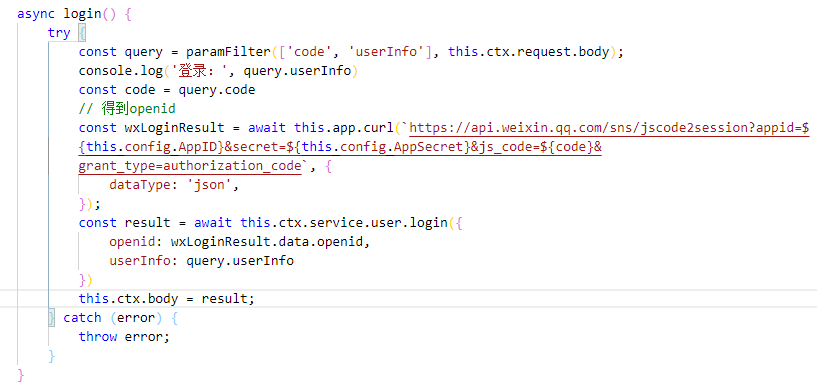 async login() {
    try {
        const query = paramFilter(['code', 'userInfo'], this.ctx.request.body);
        console.log('登录: ', query.userInfo)
        const code = query.code
        // 得到openid
        const wxLoginResult = await this.app.curl(`https://api.weixin.qq.com/sns/jscode2session?appid=$
        {this.config.AppID}&secret=${this.config.AppSecret}&js_code=${code}&
        grant_type=authorization_code`, {
            dataType: 'json',
        });
        const result = await this.ctx.service.user.login({
            openid: wxLoginResult.data.openid,
            userInfo: query.userInfo
        })
        this.ctx.body = result;
    } catch (error) {
        throw error;
    }
}